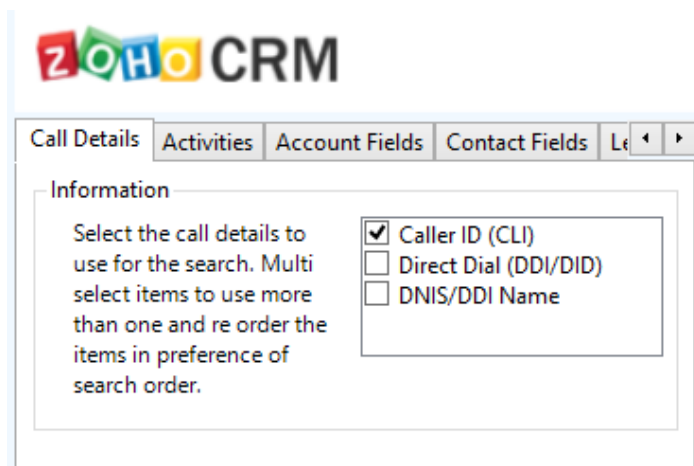 ZOHO CRM
Call Details Activities Account Fields Contact Fields Le
Information
Select the call details to
use for the search. Multi
select items to use more
than one and re order the
items in preference of
search order.
Caller ID (CLI)
Direct Dial (DDI/DID)
DNIS/DDI Name